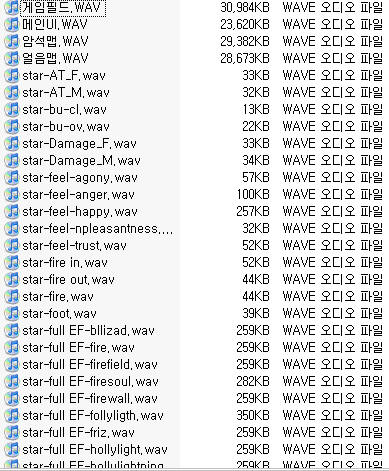 게임필드.WAV 30,984KB WAVE 오디오 파일
메인UI.WAV 23,620KB WAVE 오디오 파일
암석맵.WAV 29,382KB WAVE 오디오 파일
얼음맵.WAV 28,673KB WAVE 오디오 파일
star-AT_F.wav 33KB WAVE 오디오 파일
star-AT_M.wav 32KB WAVE 오디오 파일
star-bu-cl.wav 13KB WAVE 오디오 파일
star-bu-ov.wav 22KB WAVE 오디오 파일
star-Damage_F.wav 33KB WAVE 오디오 파일
star-Damage_M.wav 34KB WAVE 오디오 파일
star-feel-agony.wav 57KB WAVE 오디오 파일
star-feel-anger.wav 100KB WAVE 오디오 파일
star-feel-happy.wav 257KB WAVE 오디오 파일
star-feel-npleasantness.... 32KB WAVE 오디오 파일
star-feel-trust.wav 52KB WAVE 오디오 파일
star-fire in.wav 52KB WAVE 오디오 파일
star-fire out.wav 44KB WAVE 오디오 파일
star-fire.wav 44KB WAVE 오디오 파일
star-foot.wav 39KB WAVE 오디오 파일
star-full EF-bllizad.wav 259KB WAVE 오디오 파일
star-full EF-fire.wav 259KB WAVE 오디오 파일
star-full EF-firefield.wav 259KB WAVE 오디오 파일
star-full EF-firesoul.wav 282KB WAVE 오디오 파일
star-full EF-firewall.wav 259KB WAVE 오디오 파일
star-full EF-follyligth.wav 350KB WAVE 오디오 파일
star-full EF-friz.wav 259KB WAVE 오디오 파일
star-full EF-hollylight.wav 259KB WAVE 오디오 파일
star-full EF-hollulightning 259KB WAVE 오디오 파일